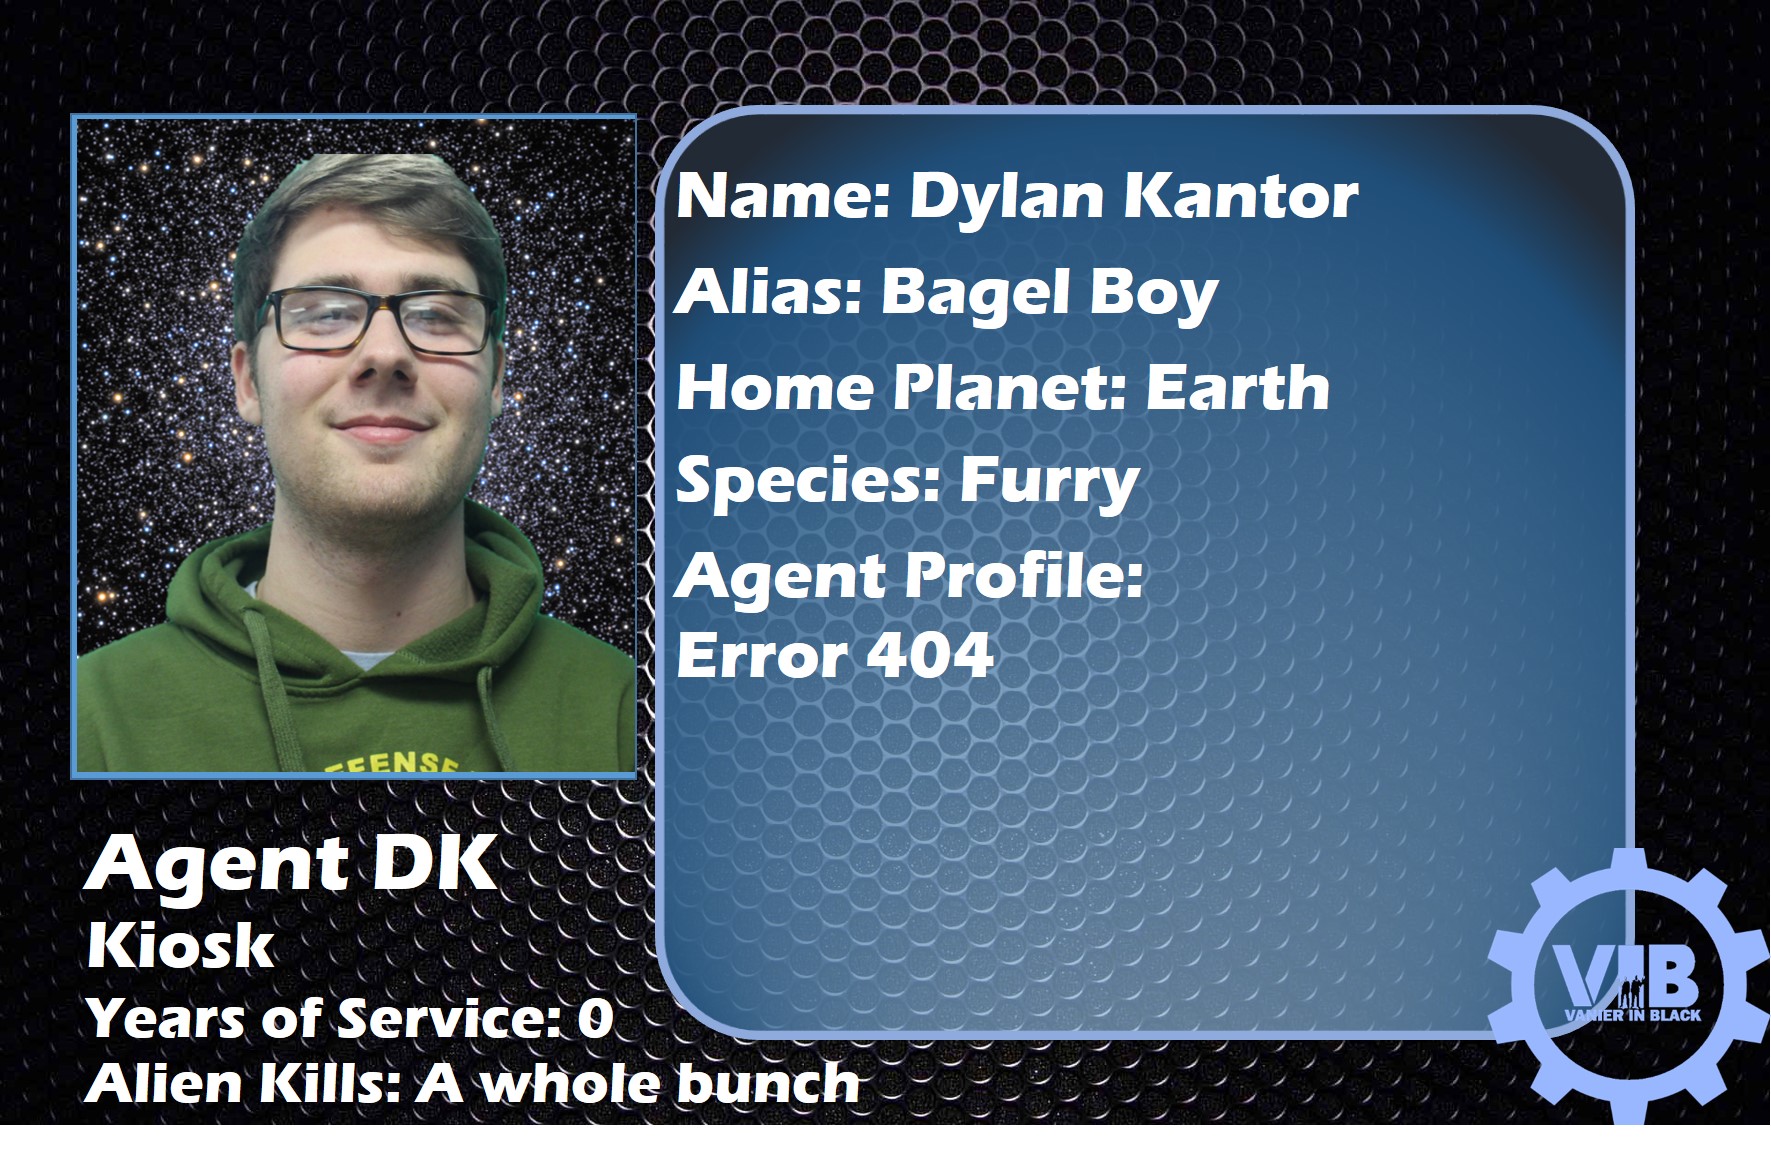 Name: Dylan Kantor
Alias: Bagel Boy
Home Planet: Earth
Species: Furry
Agent Profile:
Error 404
Agent DK
Kiosk
Years of Service: 0
Alien Kills: A whole bunch
VIB
VANIER IN BLACK